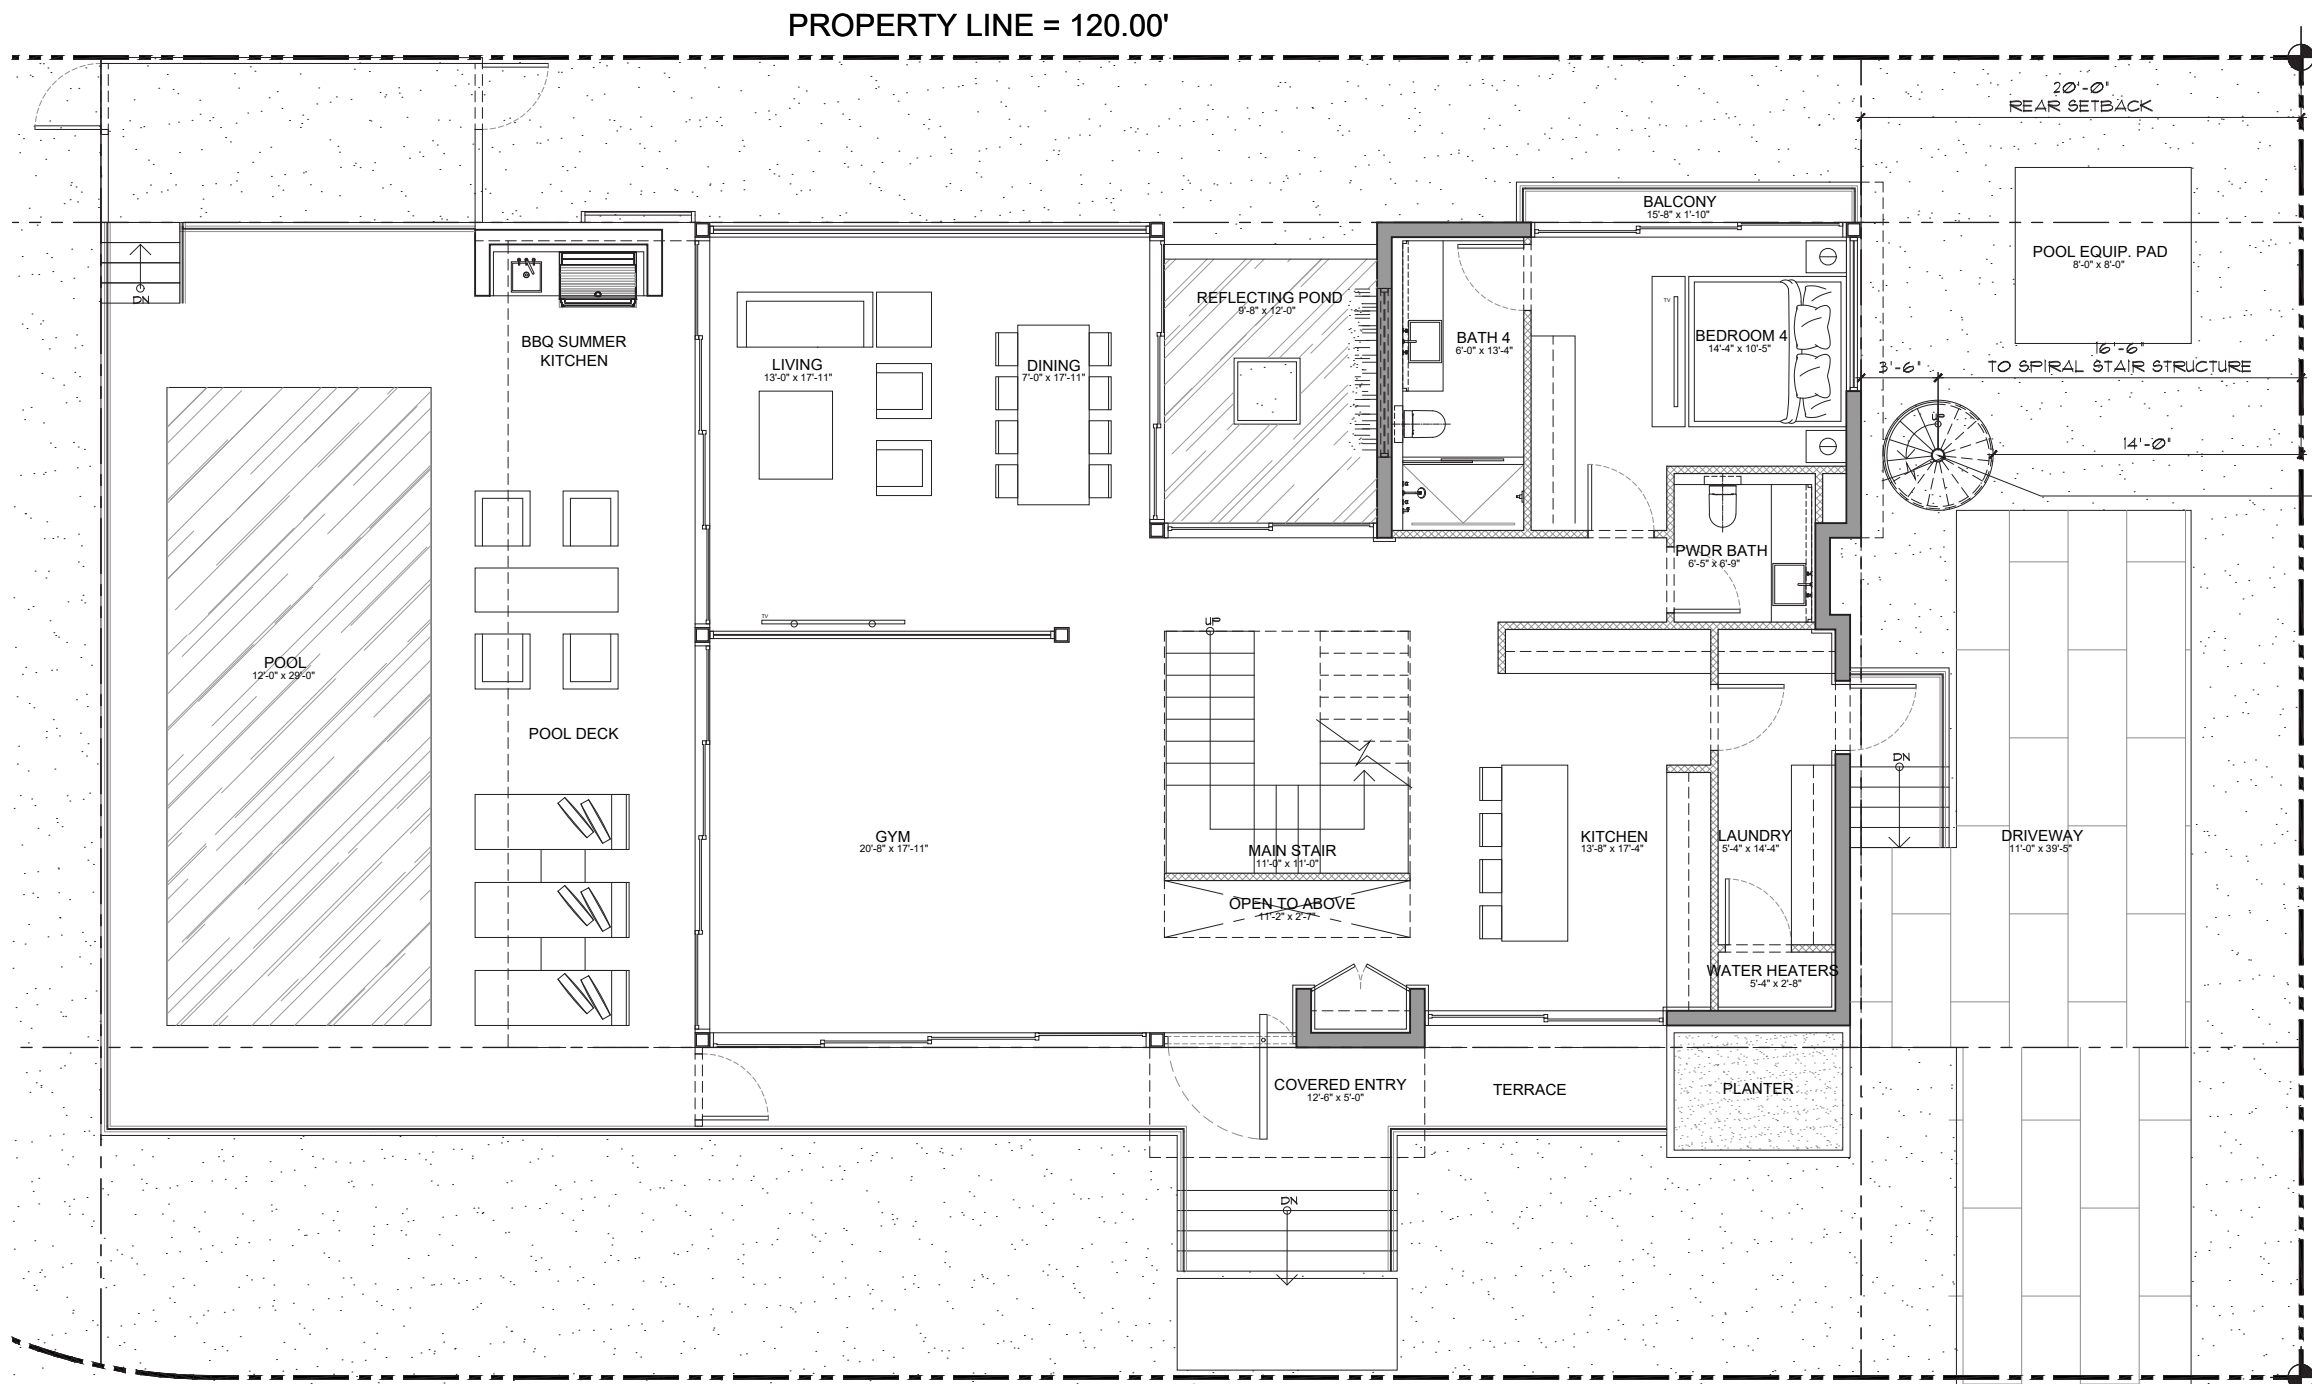 PROPERTY LINE = 120.00'
20'-0"
REAR SETBACK
BALCONY
15'-8" x 1'-10"
POOL EQUIP. PAD
8'-0" x 8'-0"
DN
REFLECTING POND
9'-8" x 12'-0"
TV
BBQ SUMMER
KITCHEN
BATH 4
6'-0" x 13'-4"
BEDROOM 4
14'-4" x 10'-5"
16'-6"
3'-6"
TO SPIRAL STAIR STRUCTURE
LIVING
13'-0" x 17'-11"
DINING
7'-0" x 17'-11"
UP
14'-0"
PWDR BATH
6'-5" x 6'-9"
TV
UP
POOL
12'-0" x 29'-0"
POOL DECK
DN
GYM
20'-8" x 17'-11"
MAIN STAIR
11'-0" x 11'-0"
KITCHEN
13'-8" x 17'-4"
LAUNDRY
5'-4" x 14'-4"
DRIVEWAY
11'-0" x 39'-5"
OPEN TO ABOVE
11'-2" x 2'-7"
WATER HEATERS
5'-4" x 2'-8"
COVERED ENTRY
12'-6" x 5'-0"
TERRACE
PLANTER
DN